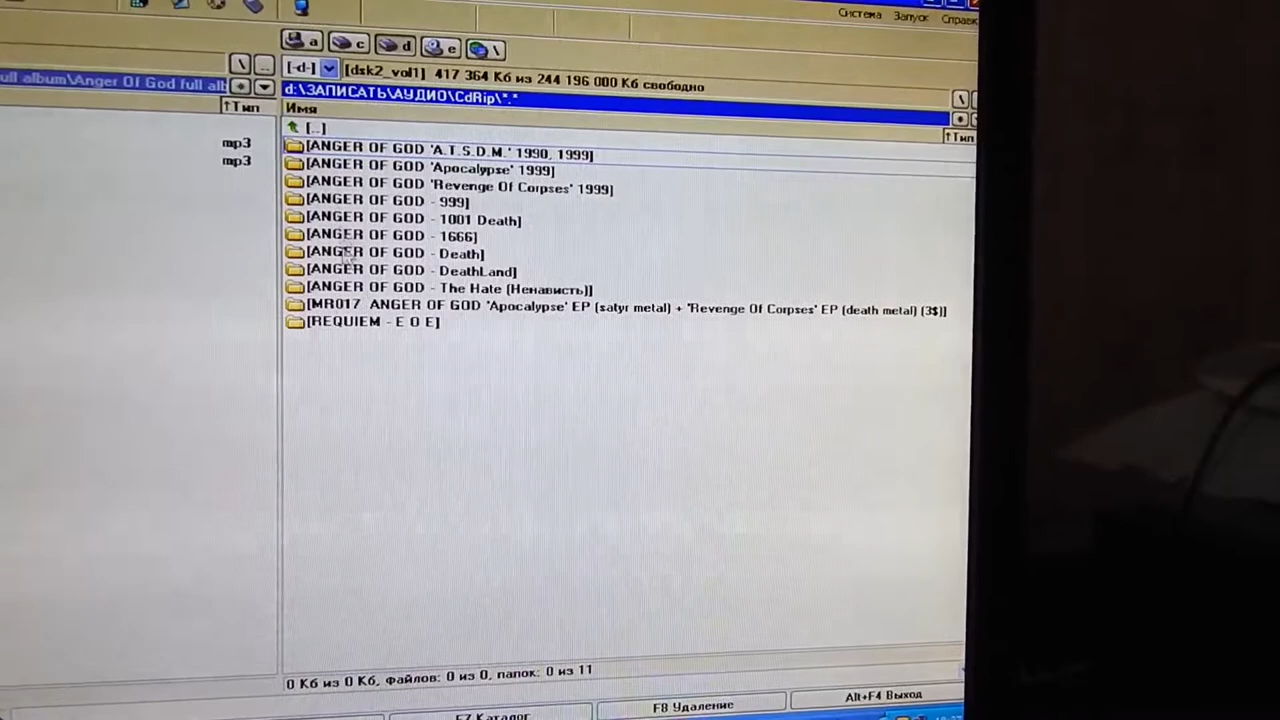 Система Запуск Справк
a c d e \
\ ..
[-d-] [dsk2_vol1] 417 364 Кб из 244 196 000 Кб свободно
ull album\Anger Of God full alb * d:\ЗАПИСАТЬ\АУДИО\CdRip\*.* \
↑Тип Имя * ↑Тип
[..]
mp3 [ANGER OF GOD 'A.T.S.D.M.' 1990, 1999]
mp3 [ANGER OF GOD 'Apocalypse' 1999]
[ANGER OF GOD 'Revenge Of Corpses' 1999]
[ANGER OF GOD - 999]
[ANGER OF GOD - 1001 Death]
[ANGER OF GOD - 1666]
[ANGER OF GOD - Death]
[ANGER OF GOD - DeathLand]
[ANGER OF GOD - The Hate (Ненависть)]
[MR017 ANGER OF GOD 'Apocalypse' EP (satyr metal) + 'Revenge Of Corpses' EP (death metal) (3$)]
[REQUIEM - E O E]
0 Кб из 0 Кб, файлов: 0 из 0, папок: 0 из 11
F7 Каталог F8 Удаление Alt+F4 Выход